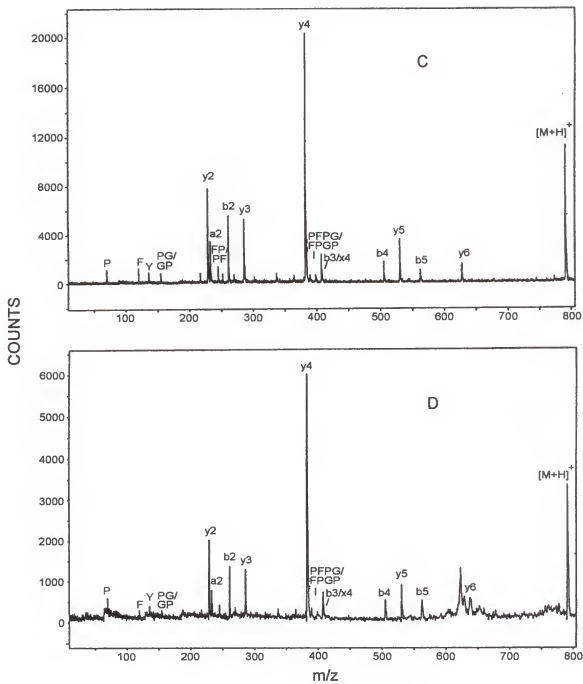 COUNTS
22000
20000
16000
12000
8000
4000
0
C
y4
[M+H]+
y2
b2
y3
a2
FP/
PF
PFPG/
FPGP
b3/x4
P
F
Y
PG/
GP
b4
y5
b5
y6
100 200 300 400 500 600 700 800
6000
5000
4000
3000
2000
1000
0
D
y4
[M+H]+
y2
a2
b2
y3
PFPG/
FPGP
b3/x4
P
F
Y
PG/
GP
b4
y5
b5
y6
100 200 300 400 500 600 700 800
m/z